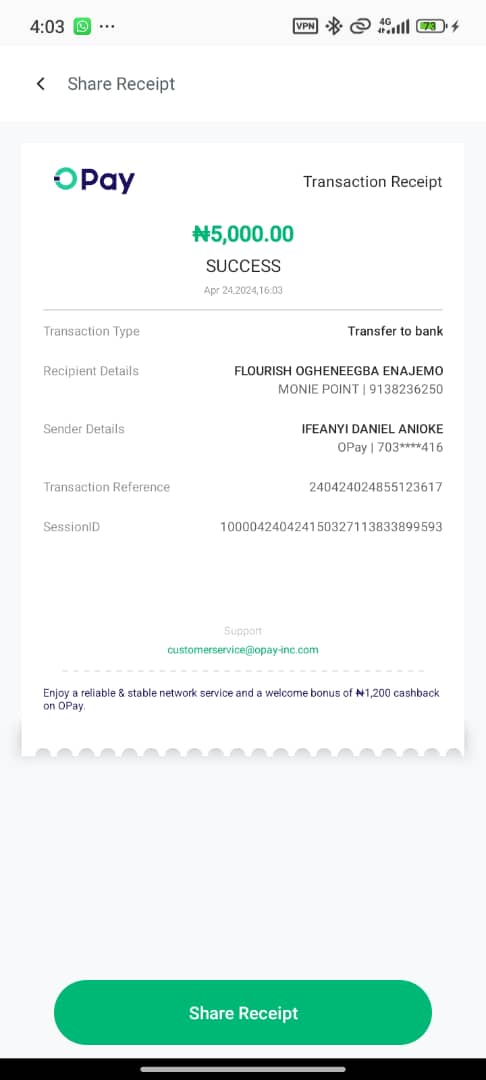 4:03
VPN 4G 73
Share Receipt
OPay
Transaction Receipt
₦5,000.00
SUCCESS
Apr 24,2024,16:03
Transaction Type Transfer to bank
Recipient Details FLOURISH OGHENEEGBA ENAJEMO
MONIE POINT | 9138236250
Sender Details IFEANYI DANIEL ANIOKE
OPay | 703****416
Transaction Reference 240424024855123617
SessionID 100004240424150327113833899593
Support
customerservice@opay-inc.com
Enjoy a reliable & stable network service and a welcome bonus of ₦1,200 cashback
on OPay.
Share Receipt